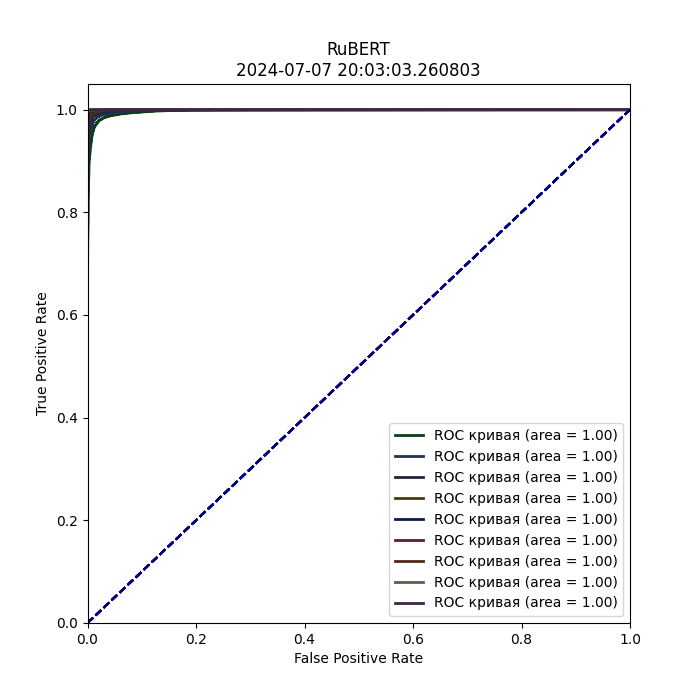 RuBERT
2024-07-07 20:03:03.260803
True Positive Rate
1.0
0.8
0.6
0.4
0.2
0.0
ROC кривая (area = 1.00)
ROC кривая (area = 1.00)
ROC кривая (area = 1.00)
ROC кривая (area = 1.00)
ROC кривая (area = 1.00)
ROC кривая (area = 1.00)
ROC кривая (area = 1.00)
ROC кривая (area = 1.00)
ROC кривая (area = 1.00)
0.0 0.2 0.4 0.6 0.8 1.0
False Positive Rate